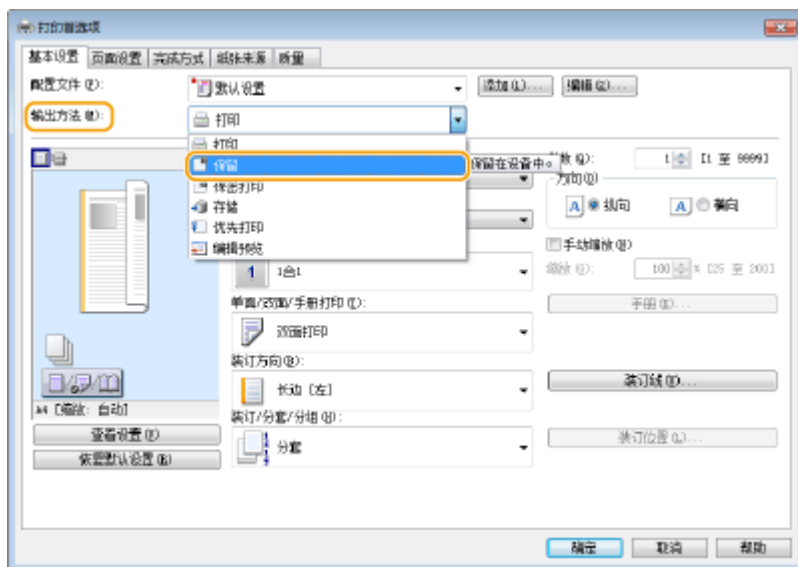 打印首选项
基本设置 页面设置 完成方式 纸张来源 质量
配置文件(F): 默认设置 添加(1)... 编辑(2)...
输出方法(M): 打印
打印
保留 保留在设备中。
保密打印
存储
优先打印
编辑预览
[1 至 9999]
方向(O)
A 纵向 A 横向
手动缩放(N)
缩放(G): 100 % [25 至 200]
1 1合1
单面/双面/手册打印(I):
双面打印 手册(K)...
装订方向(B):
长边 [左] 装订线(U)...
装订/分套/分组(J):
分套 装订位置(L)...
A4 [缩放: 自动]
查看设置(V)
恢复默认设置(R)
确定 取消 帮助